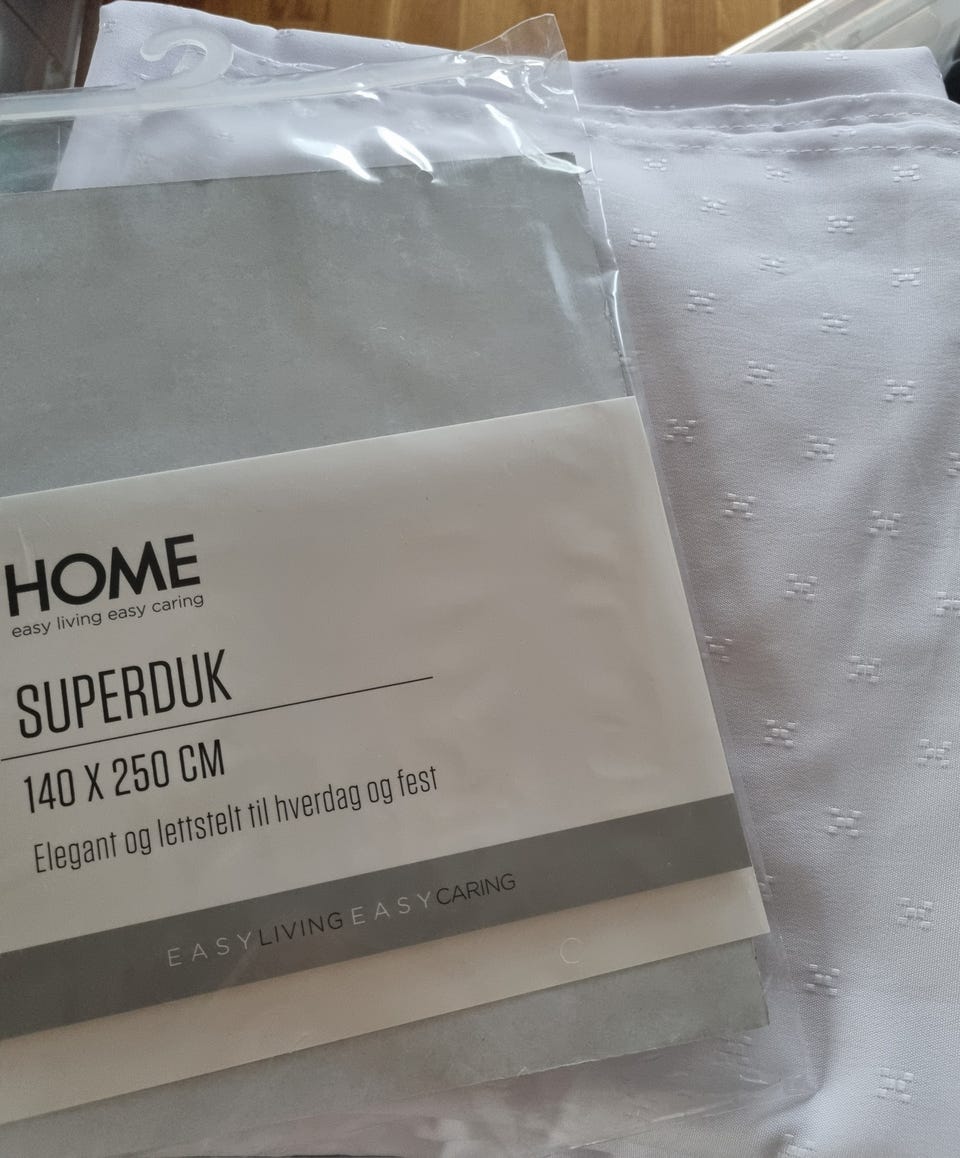 HOME
easy living easy caring
SUPERDUK
140 X 250 CM
Elegant og lettstelt til hverdag og fest
EASYLIVINGEASYCARING